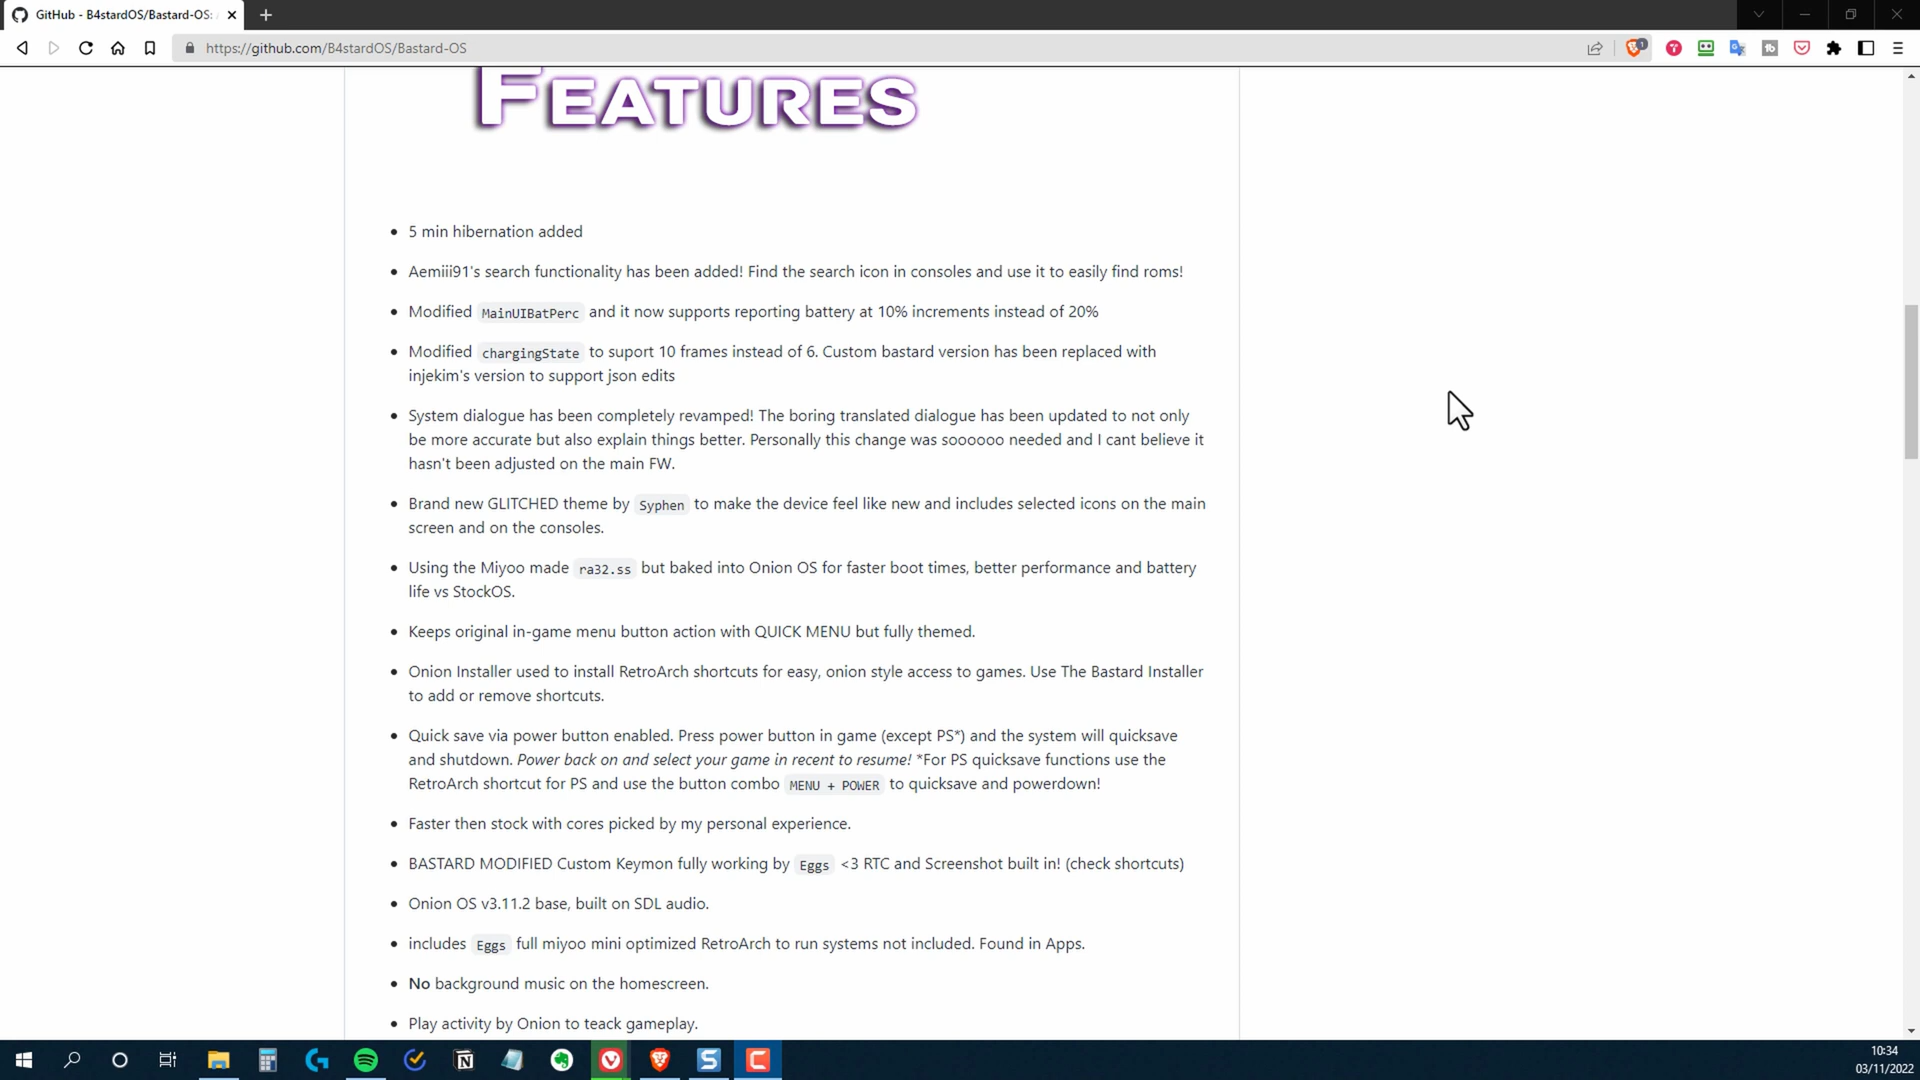 GitHub - B4stardOS/Bastard-OS: A
https://github.com/B4stardOS/Bastard-OS
1
FEATURES
5 min hibernation added
Aemiii91's search functionality has been added! Find the search icon in consoles and use it to easily find roms!
Modified MainUIBatPerc and it now supports reporting battery at 10% increments instead of 20%
Modified chargingState to suport 10 frames instead of 6. Custom bastard version has been replaced with
injekim's version to support json edits
System dialogue has been completely revamped! The boring translated dialogue has been updated to not only
be more accurate but also explain things better. Personally this change was soooooo needed and I cant believe it
hasn't been adjusted on the main FW.
Brand new GLITCHED theme by Syphen to make the device feel like new and includes selected icons on the main
screen and on the consoles.
Using the Miyoo made ra32.ss but baked into Onion OS for faster boot times, better performance and battery
life vs StockOS.
Keeps original in-game menu button action with QUICK MENU but fully themed.
Onion Installer used to install RetroArch shortcuts for easy, onion style access to games. Use The Bastard Installer
to add or remove shortcuts.
Quick save via power button enabled. Press power button in game (except PS*) and the system will quicksave
and shutdown. Power back on and select your game in recent to resume! *For PS quicksave functions use the
RetroArch shortcut for PS and use the button combo MENU + POWER to quicksave and powerdown!
Faster then stock with cores picked by my personal experience.
BASTARD MODIFIED Custom Keymon fully working by Eggs <3 RTC and Screenshot built in! (check shortcuts)
Onion OS v3.11.2 base, built on SDL audio.
includes Eggs full miyoo mini optimized RetroArch to run systems not included. Found in Apps.
No background music on the homescreen.
Play activity by Onion to teack gameplay.
10:34
03/11/2022